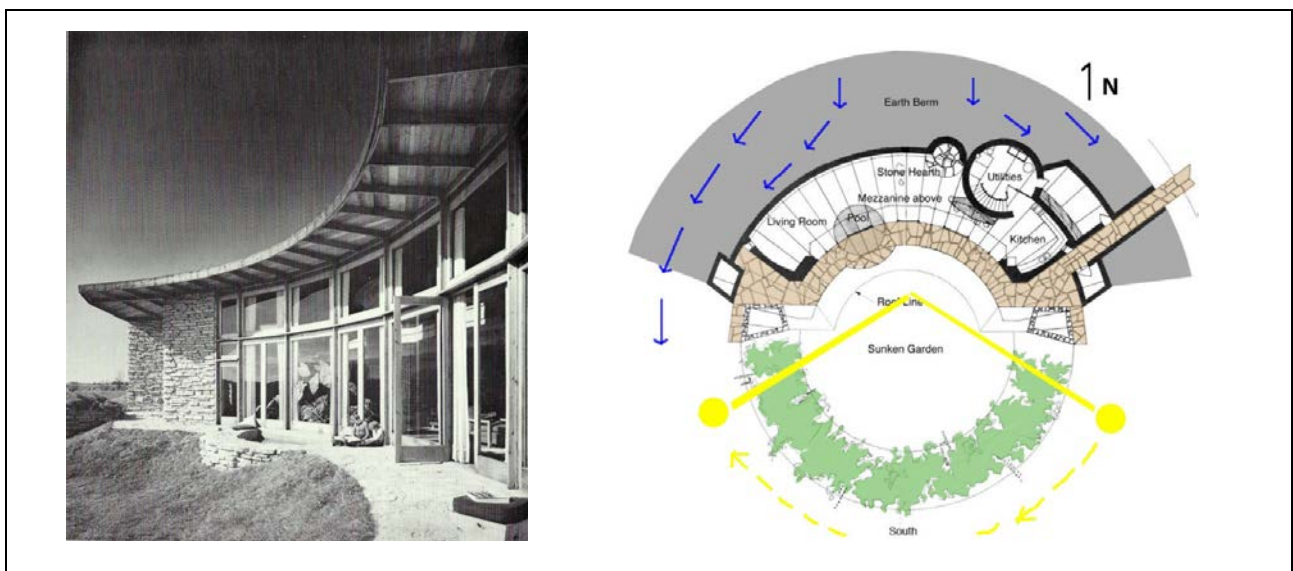 N
Earth Berm
Stone Hearth
Utilities
Mezzanine above
Living Room
Pool
Kitchen
Roof Line
Sunken Garden
South